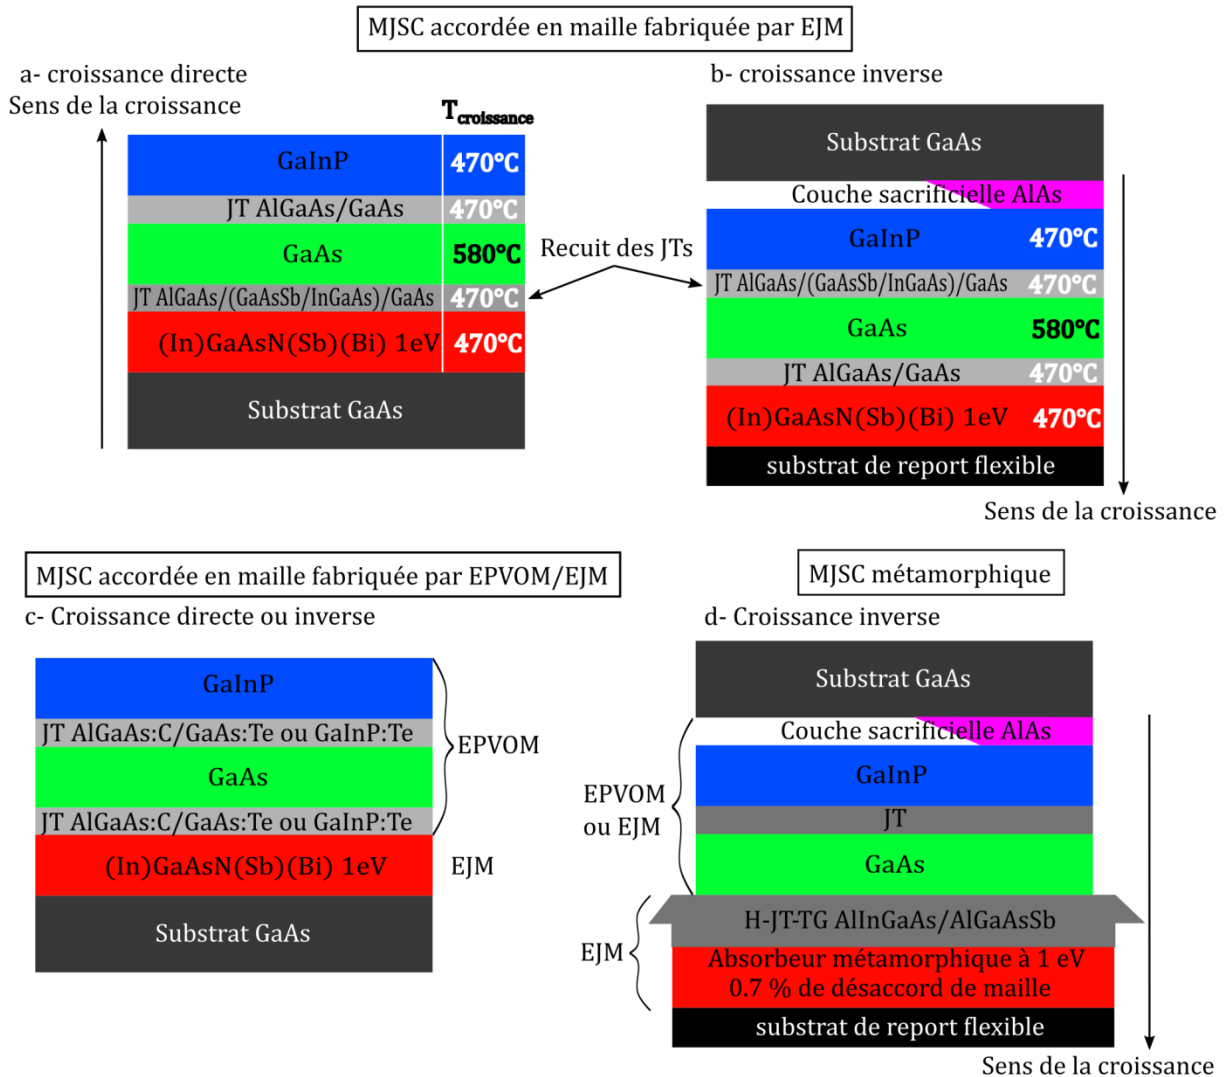 MJSC accordée en maille fabriquée par EJM
a- croissance directe
Sens de la croissance
Tcroissance
GaInP
470°C
JT AlGaAs/GaAs
470°C
GaAs
580°C
JT AlGaAs/(GaAsSb/InGaAs)/GaAs
470°C
(In)GaAsN(Sb)(Bi) 1eV
470°C
Substrat GaAs
Recuit des JTs
b- croissance inverse
Substrat GaAs
Couche sacrificielle AlAs
GaInP
470°C
JT AlGaAs/(GaAsSb/InGaAs)/GaAs
470°C
GaAs
580°C
JT AlGaAs/GaAs
470°C
(In)GaAsN(Sb)(Bi) 1eV
470°C
substrat de report flexible
Sens de la croissance
MJSC accordée en maille fabriquée par EPVOM/EJM
c- Croissance directe ou inverse
GaInP
JT AlGaAs:C/GaAs:Te ou GaInP:Te
GaAs
JT AlGaAs:C/GaAs:Te ou GaInP:Te
EPVOM
(In)GaAsN(Sb)(Bi) 1eV
EJM
Substrat GaAs
MJSC métamorphique
d- Croissance inverse
Substrat GaAs
Couche sacrificielle AlAs
GaInP
JT
GaAs
EPVOM
ou EJM
H-JT-TG AlInGaAs/AlGaAsSb
EJM
Absorbeur métamorphique à 1 eV
0.7 % de désaccord de maille
substrat de report flexible
Sens de la croissance